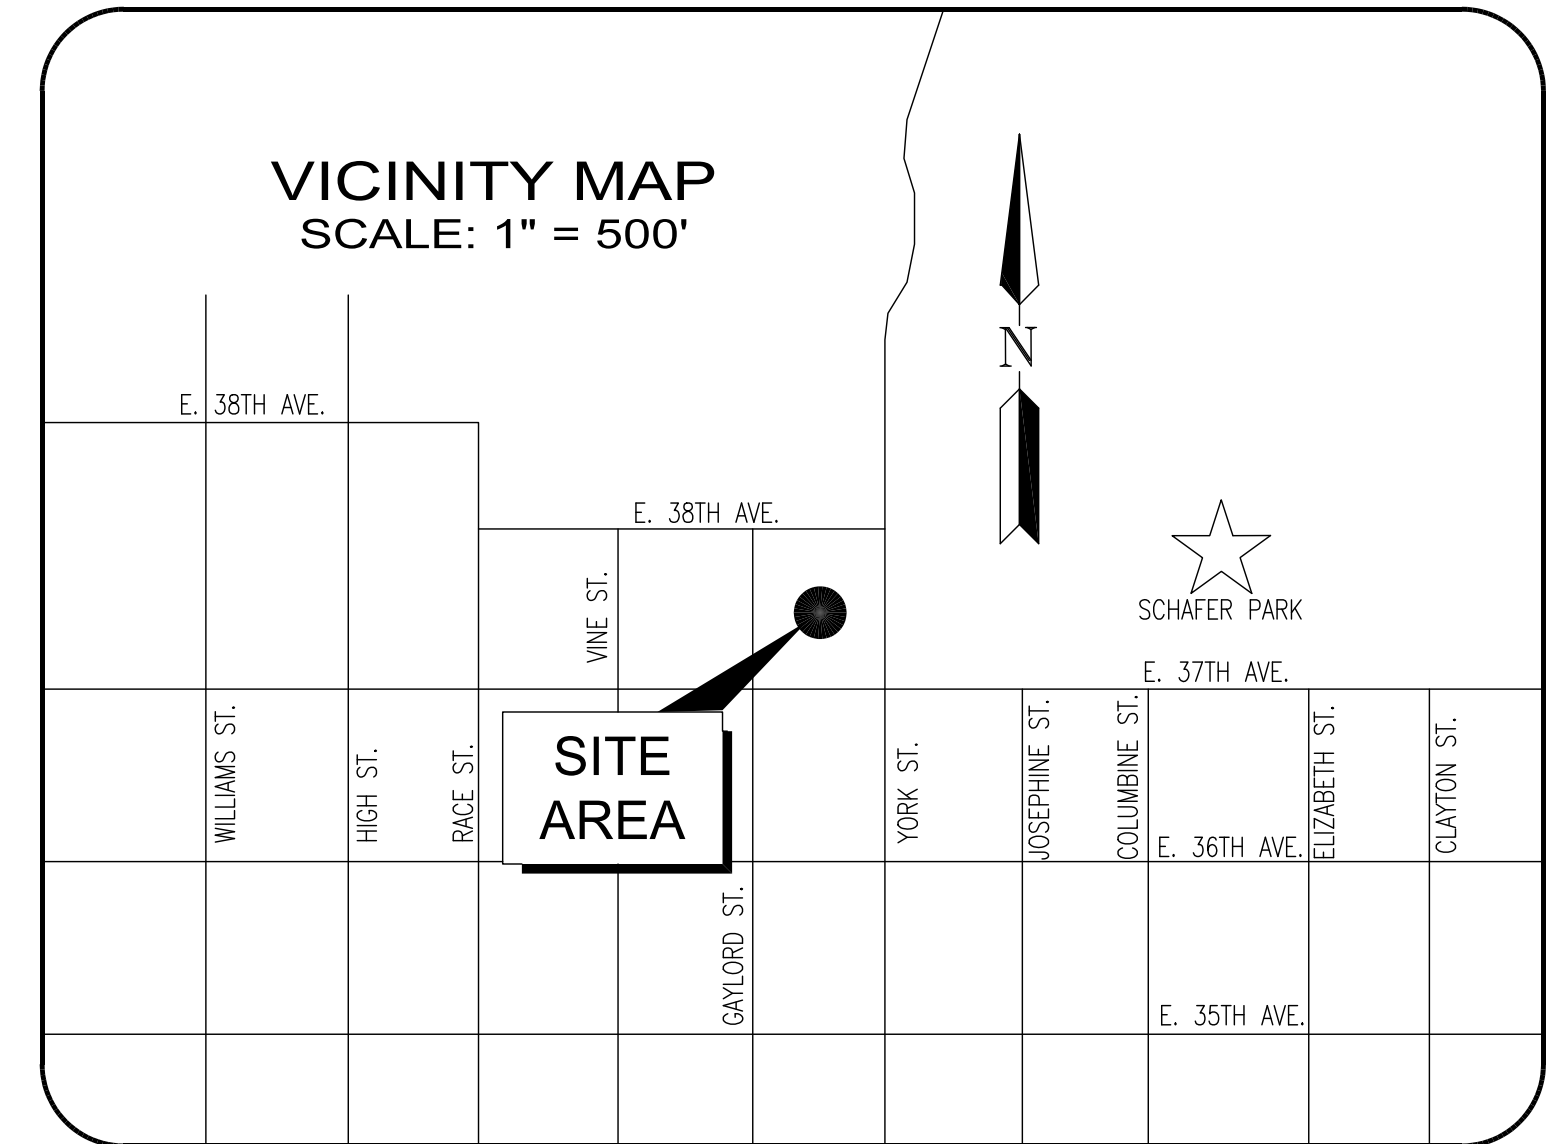 VICINITY MAP
SCALE: 1" = 500'
N
E. 38TH AVE.
E. 38TH AVE.
VINE ST.
SCHAFER PARK
E. 37TH AVE.
WILLIAMS ST.
HIGH ST.
RACE ST.
SITE
AREA
YORK ST.
JOSEPHINE ST.
COLUMBINE ST.
E. 36TH AVE.
ELIZABETH ST.
CLAYTON ST.
GAYLORD ST.
E. 35TH AVE.